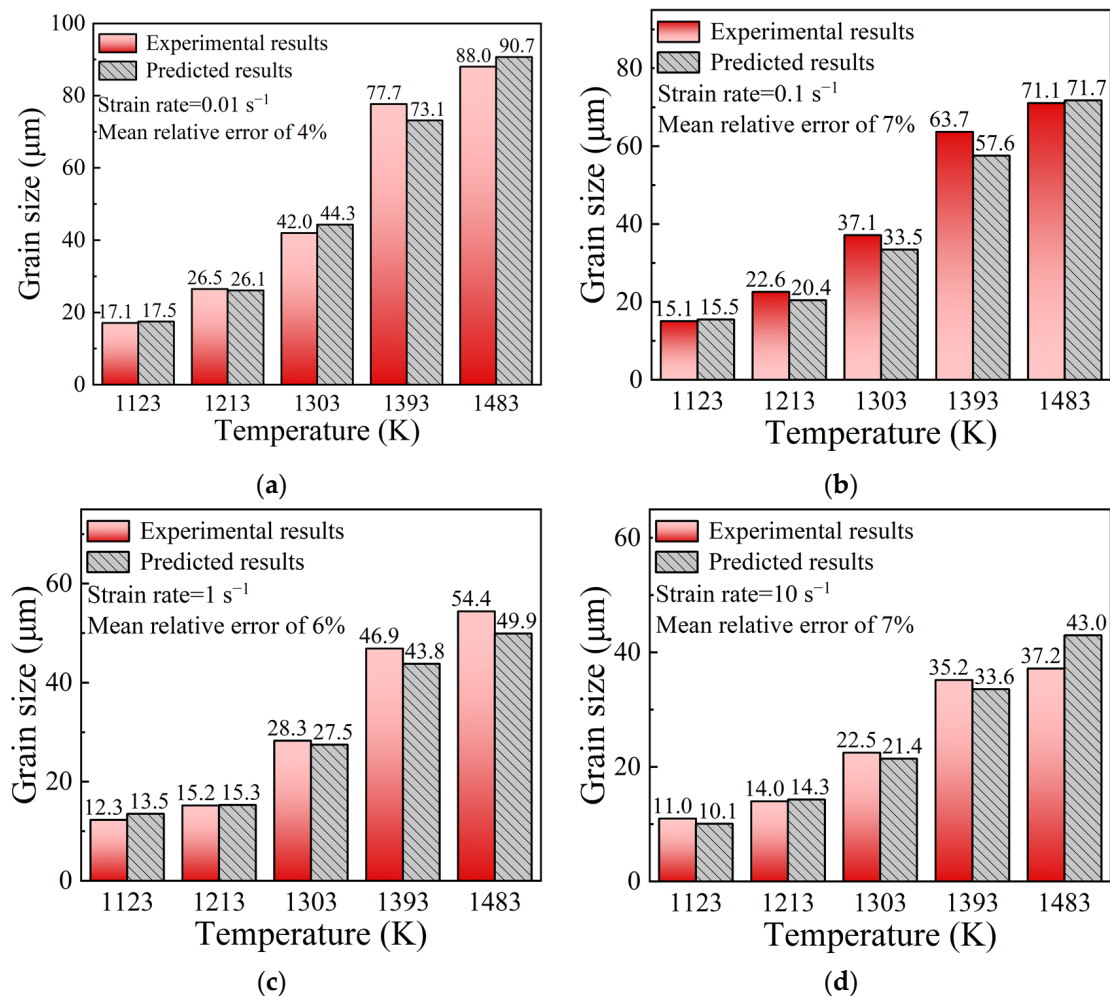 Experimental results
Predicted results
Strain rate=0.01 s⁻¹
Mean relative error of 4%
Grain size (μm)
100
80
60
40
20
0
17.1 17.5
26.5 26.1
42.0 44.3
77.7 73.1
88.0 90.7
1123 1213 1303 1393 1483
Temperature (K)
(a)
Experimental results
Predicted results
Strain rate=0.1 s⁻¹
Mean relative error of 7%
Grain size (μm)
80
60
40
20
0
15.1 15.5
22.6 20.4
37.1 33.5
63.7 57.6
71.1 71.7
1123 1213 1303 1393 1483
Temperature (K)
(b)
Experimental results
Predicted results
Strain rate=1 s⁻¹
Mean relative error of 6%
Grain size (μm)
60
40
20
0
12.3 13.5
15.2 15.3
28.3 27.5
46.9 43.8
54.4 49.9
1123 1213 1303 1393 1483
Temperature (K)
(c)
Experimental results
Predicted results
Strain rate=10 s⁻¹
Mean relative error of 7%
Grain size (μm)
60
40
20
0
11.0 10.1
14.0 14.3
22.5 21.4
35.2 33.6
37.2 43.0
1123 1213 1303 1393 1483
Temperature (K)
(d)